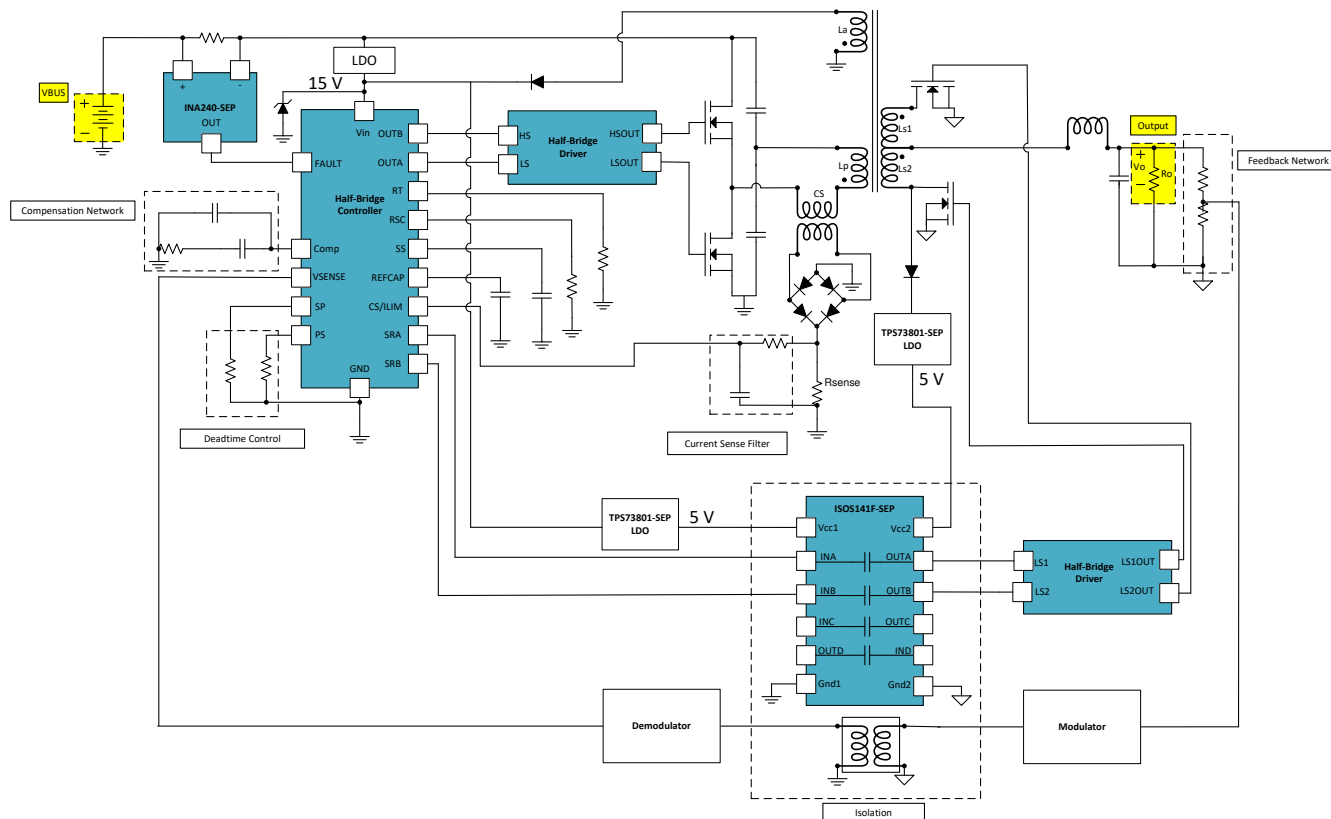 La
LDO
15 V
VBUS
+
−
+
-
INA240-SEP
OUT
Vin
OUTB
OUTA
RT
RSC
SS
REFCAP
CS/ILIM
SRA
SRB
FAULT
Half-Bridge
Controller
Comp
VSENSE
SP
PS
GND
HS
LS
Half-Bridge
Driver
HSOUT
LSOUT
Ls1
Ls2
Lp
CS
Output
+
Vo
−
Ro
Feedback Network
Compensation Network
Deadtime Control
TPS73801-SEP
LDO
5 V
Rsense
Current Sense Filter
TPS73801-SEP
LDO
5 V
ISOS141F-SEP
Vcc1
Vcc2
INA
OUTA
INB
OUTB
INC
OUTC
OUTD
IND
Gnd1
Gnd2
LS1
LS2
Half-Bridge
Driver
LS1OUT
LS2OUT
Demodulator
Modulator
Isolation